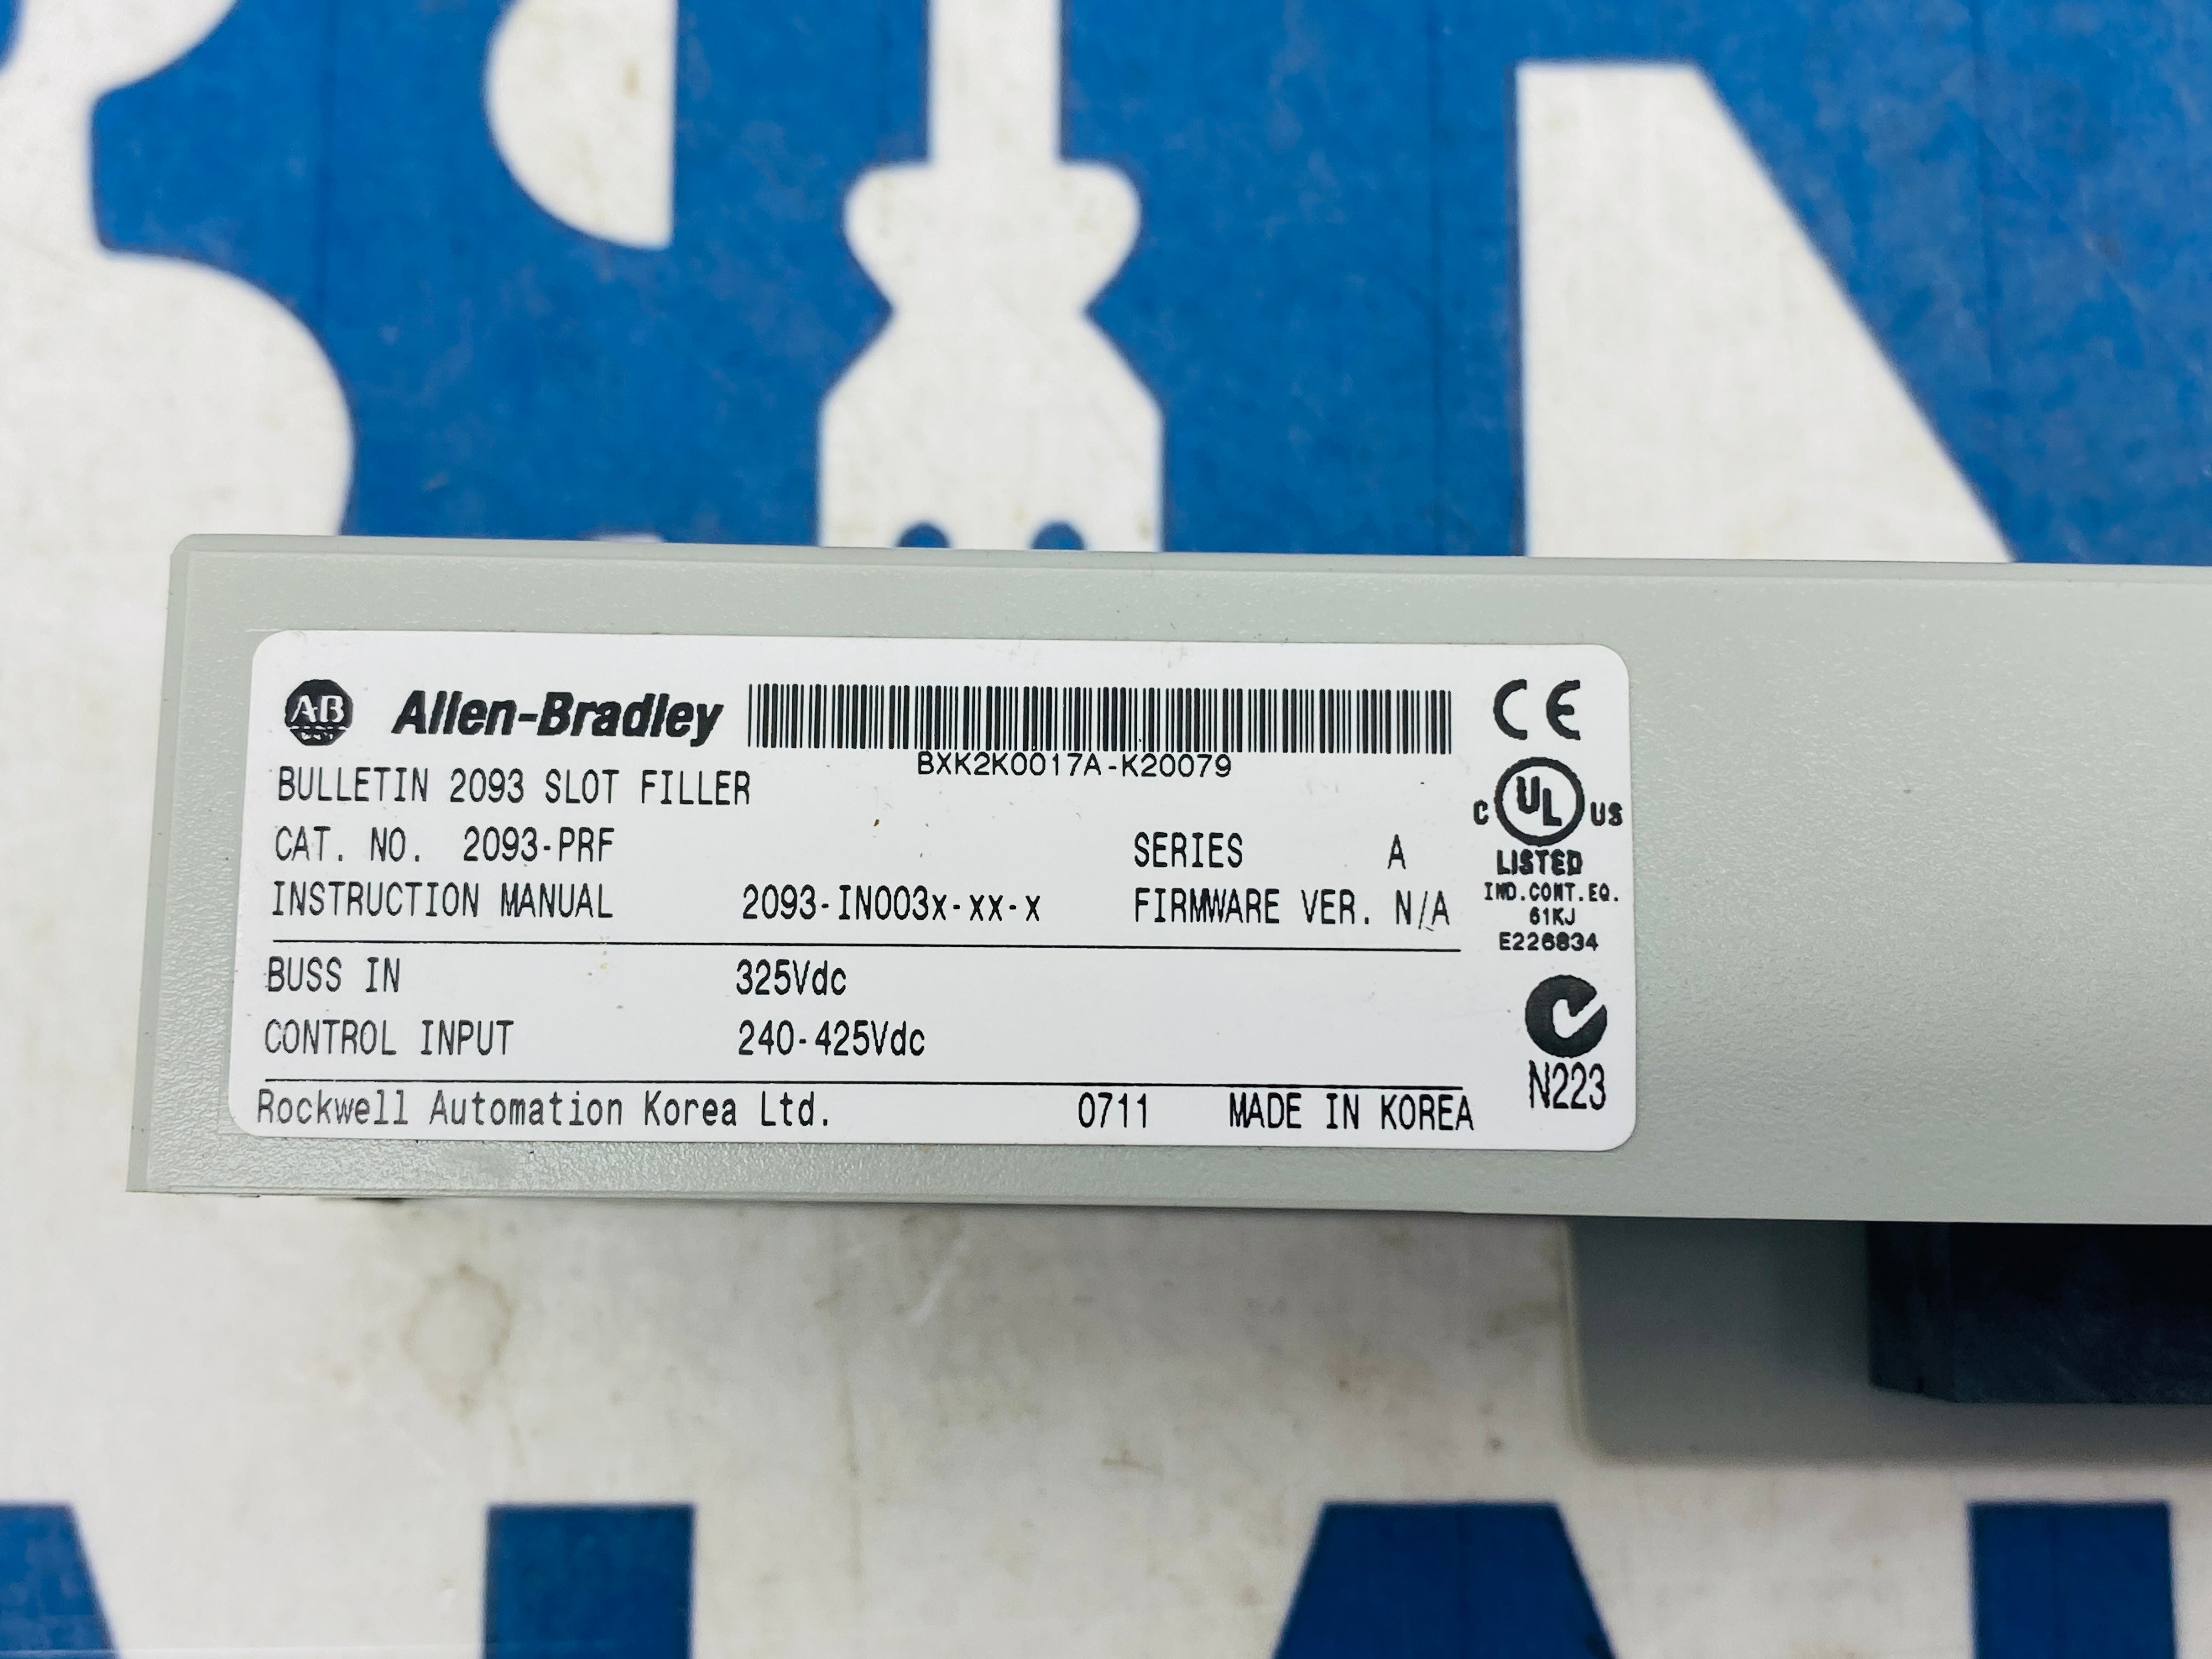 AB
Allen-Bradley
BXK2K0017A-K20079
BULLETIN 2093 SLOT FILLER
CAT. NO. 2093-PRF SERIES A
INSTRUCTION MANUAL 2093-IN003x-xx-x FIRMWARE VER. N/A
BUSS IN 325Vdc
CONTROL INPUT 240-425Vdc
Rockwell Automation Korea Ltd. 0711 MADE IN KOREA
CE
C UL US
LISTED
IND.CONT.EQ.
61KJ
E226834
N223